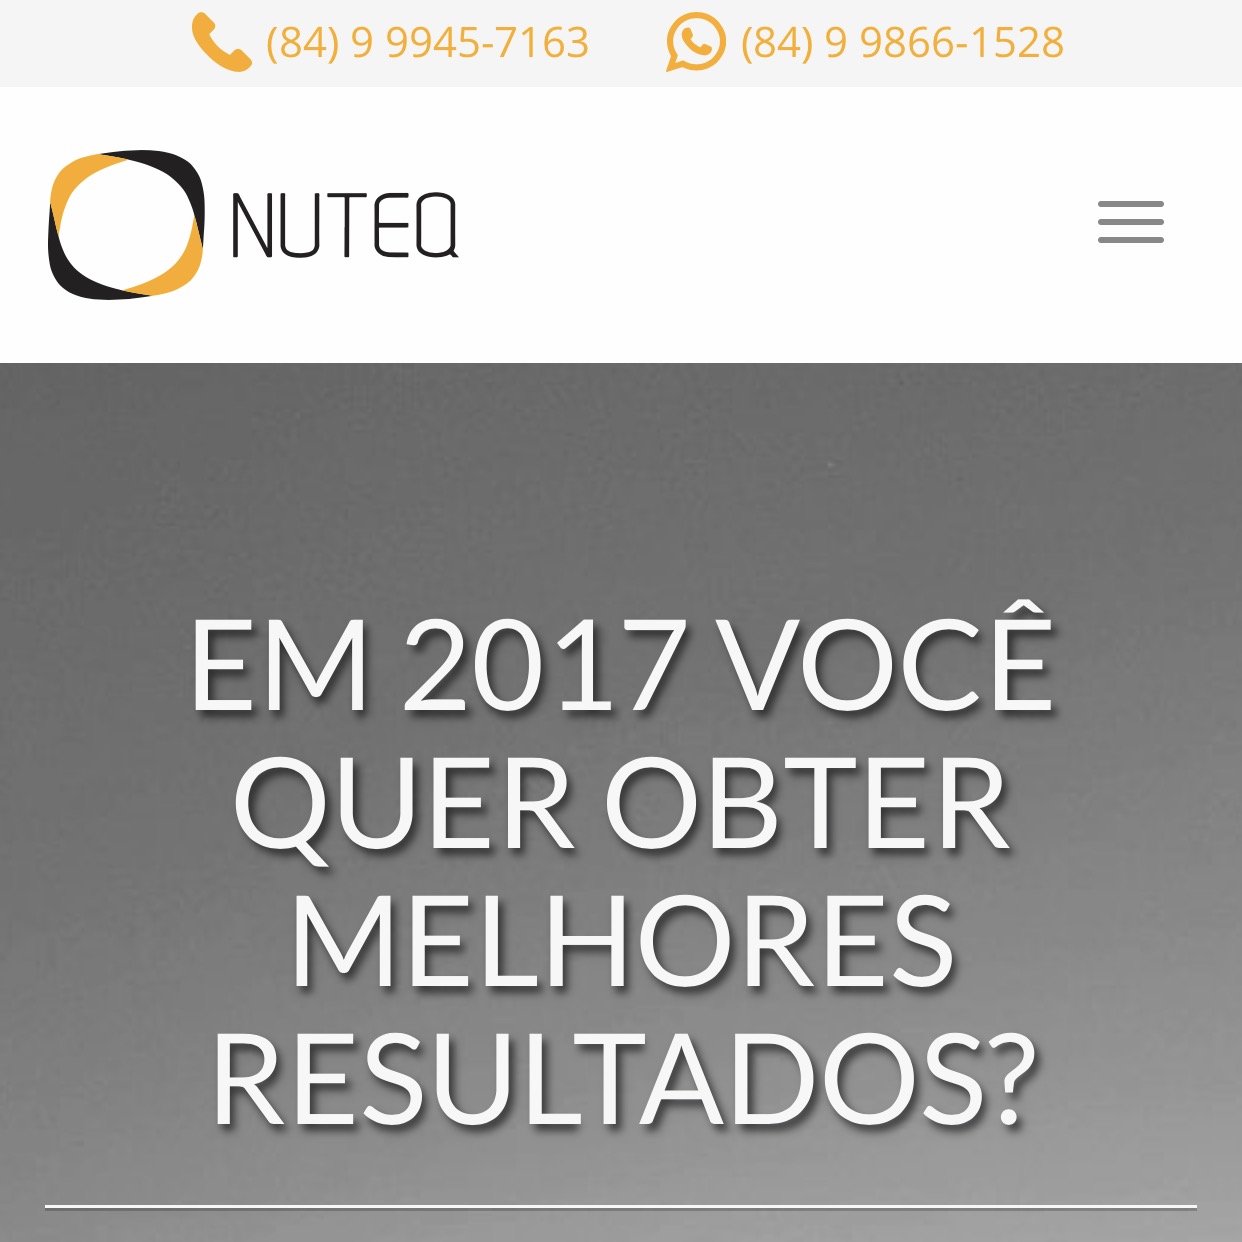 (84) 9 9945-7163 (84) 9 9866-1528
NUTEQ
EM 2017 VOCÊ
QUER OBTER
MELHORES
RESULTADOS?